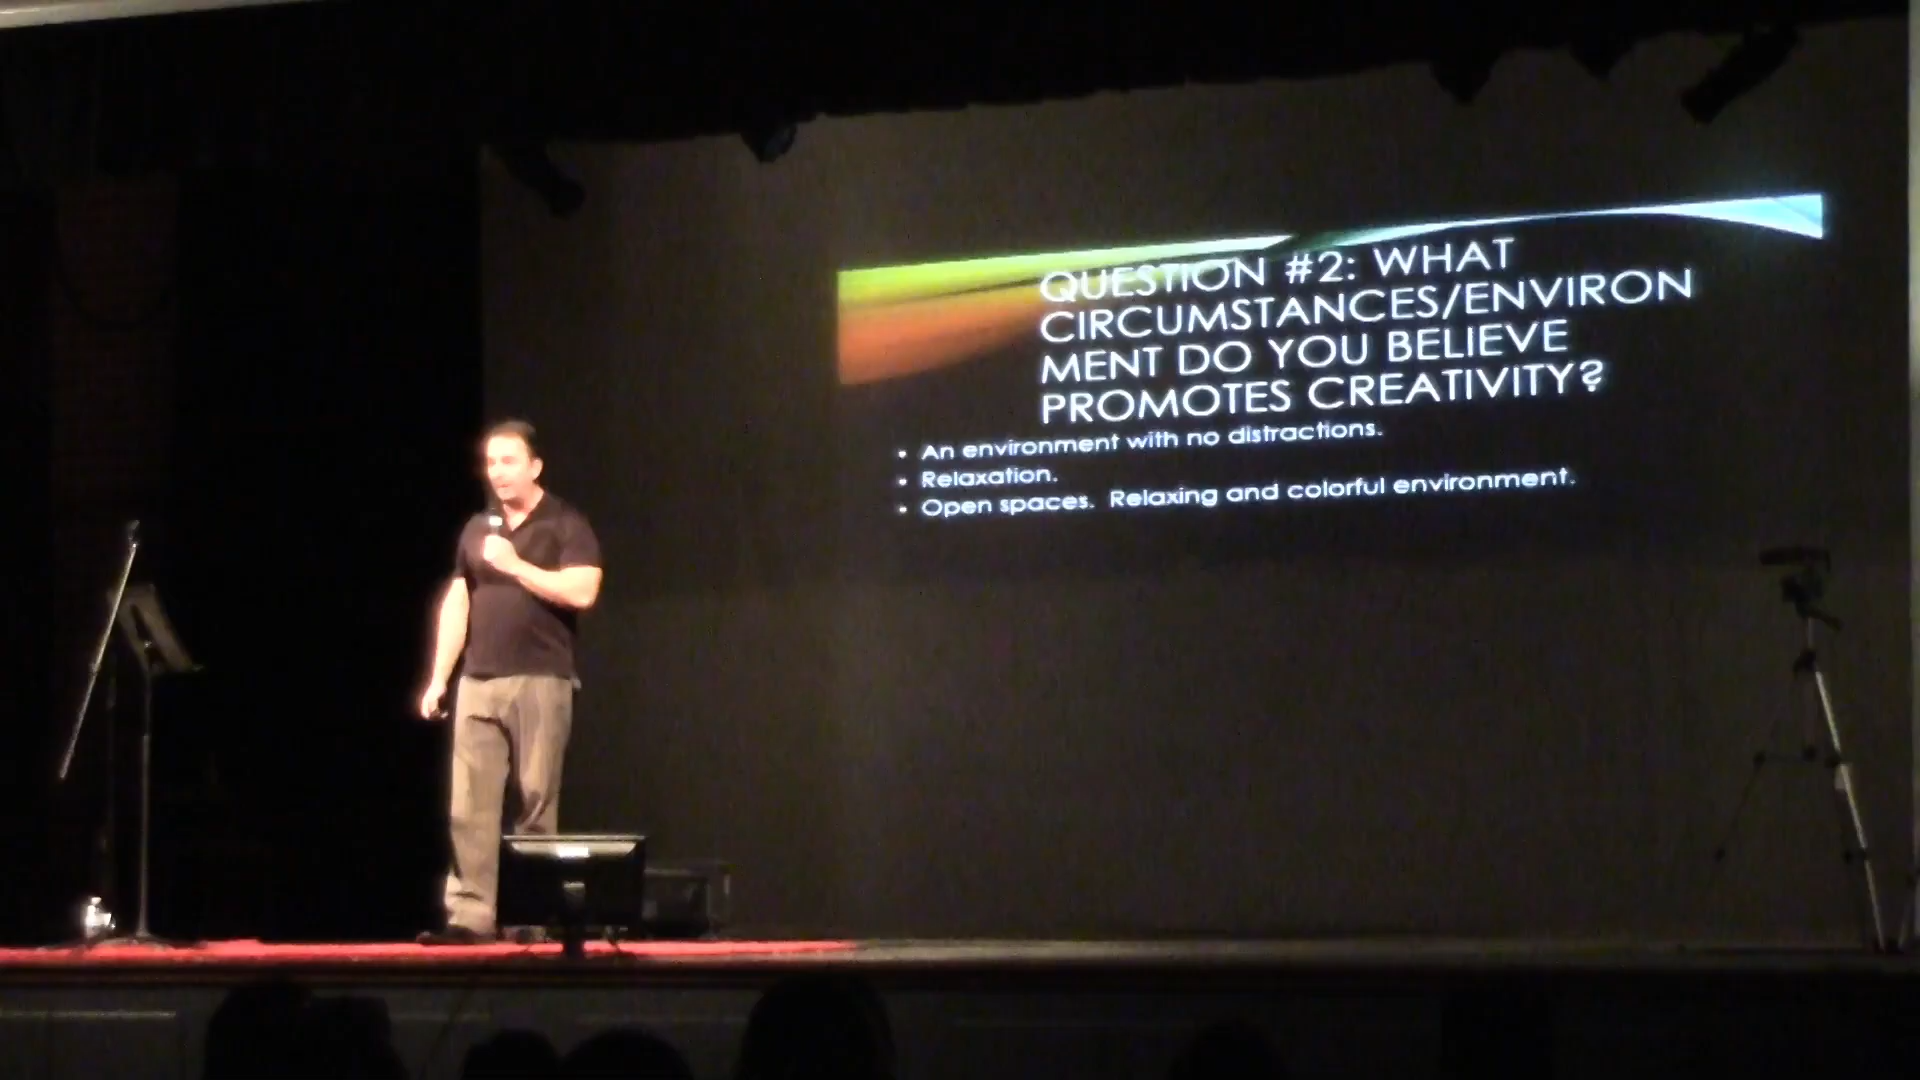 QUESTION #2: WHAT
CIRCUMSTANCES/ENVIRON
MENT DO YOU BELIEVE
PROMOTES CREATIVITY?
• An environment with no distractions.
• Relaxation.
• Open spaces. Relaxing and colorful environment.